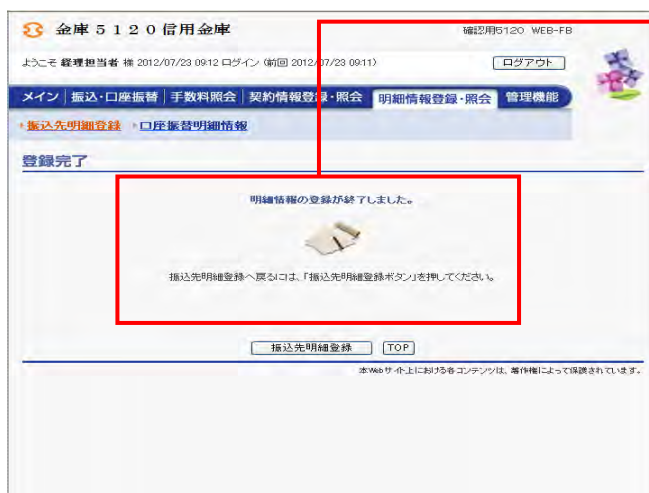 金庫５１２０信用金庫
確認用5120 WEB-FB
ようこそ 経理担当者 様 2012/07/23 09:12 ログイン (前回 2012/07/23 09:11)
ログアウト
メイン 振込・口座振替 手数料照会 契約情報登録・照会 明細情報登録・照会 管理機能
振込先明細登録 口座振替明細情報
登録完了
明細情報の登録が終了しました。
振込先明細登録へ戻るには、「振込先明細登録ボタン」を押してください。
振込先明細登録 TOP
本Webサイト上における各コンテンツは、著作権によって保護されています。